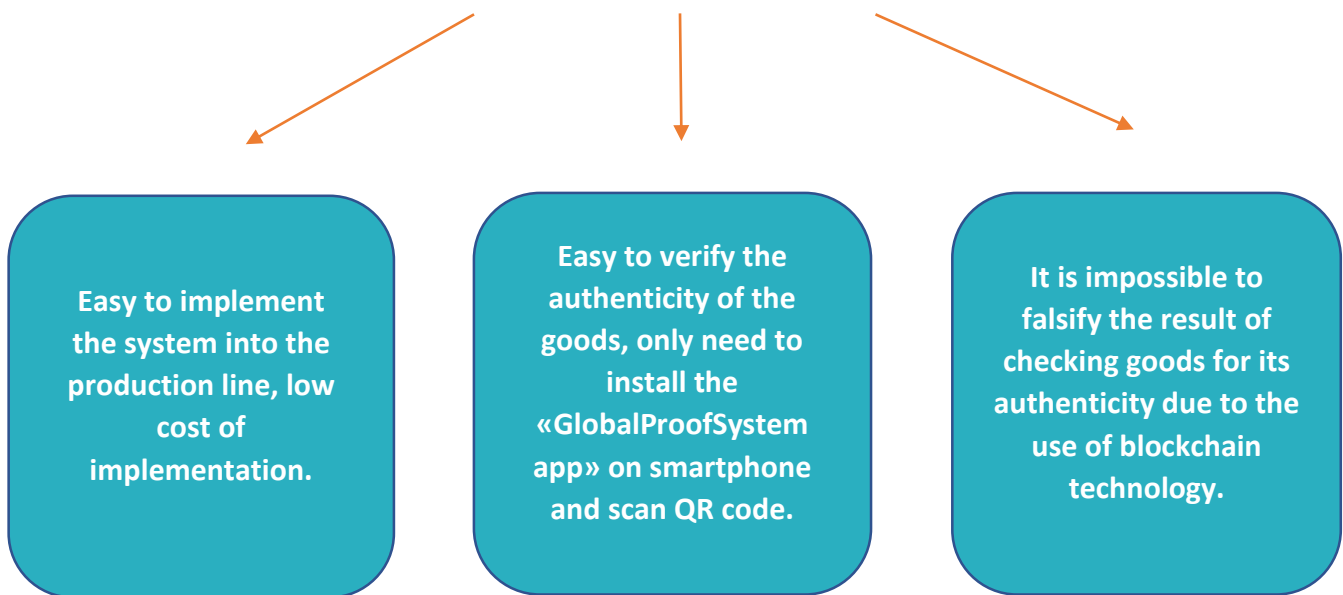 Easy to implement
the system into the
production line, low
cost of
implementation.
Easy to verify the
authenticity of the
goods, only need to
install the
«GlobalProofSystem
app» on smartphone
and scan QR code.
It is impossible to
falsify the result of
checking goods for its
authenticity due to the
use of blockchain
technology.